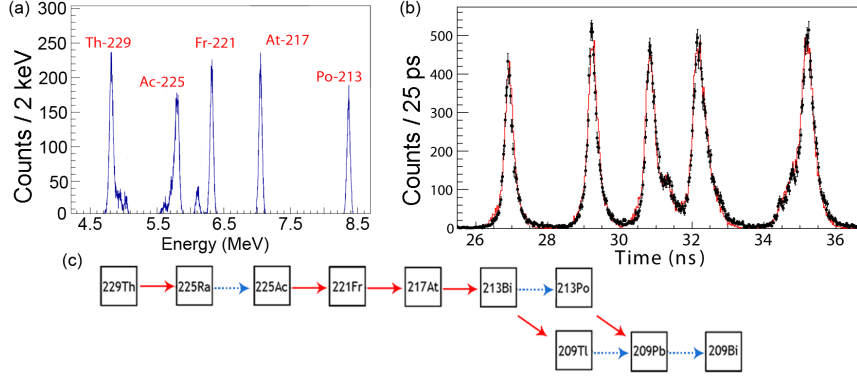 (a)
300
250
200
150
100
50
0
Counts / 2 keV
Th-229
Ac-225
Fr-221
At-217
Po-213
4.5 5.5 6.5 7.5 8.5
Energy (MeV)
(b)
500
400
300
200
100
0
Counts / 25 ps
26 28 30 32 34 36
Time (ns)
(c)
229Th 225Ra 225Ac 221Fr 217At 213Bi 213Po
209Tl 209Pb 209Bi